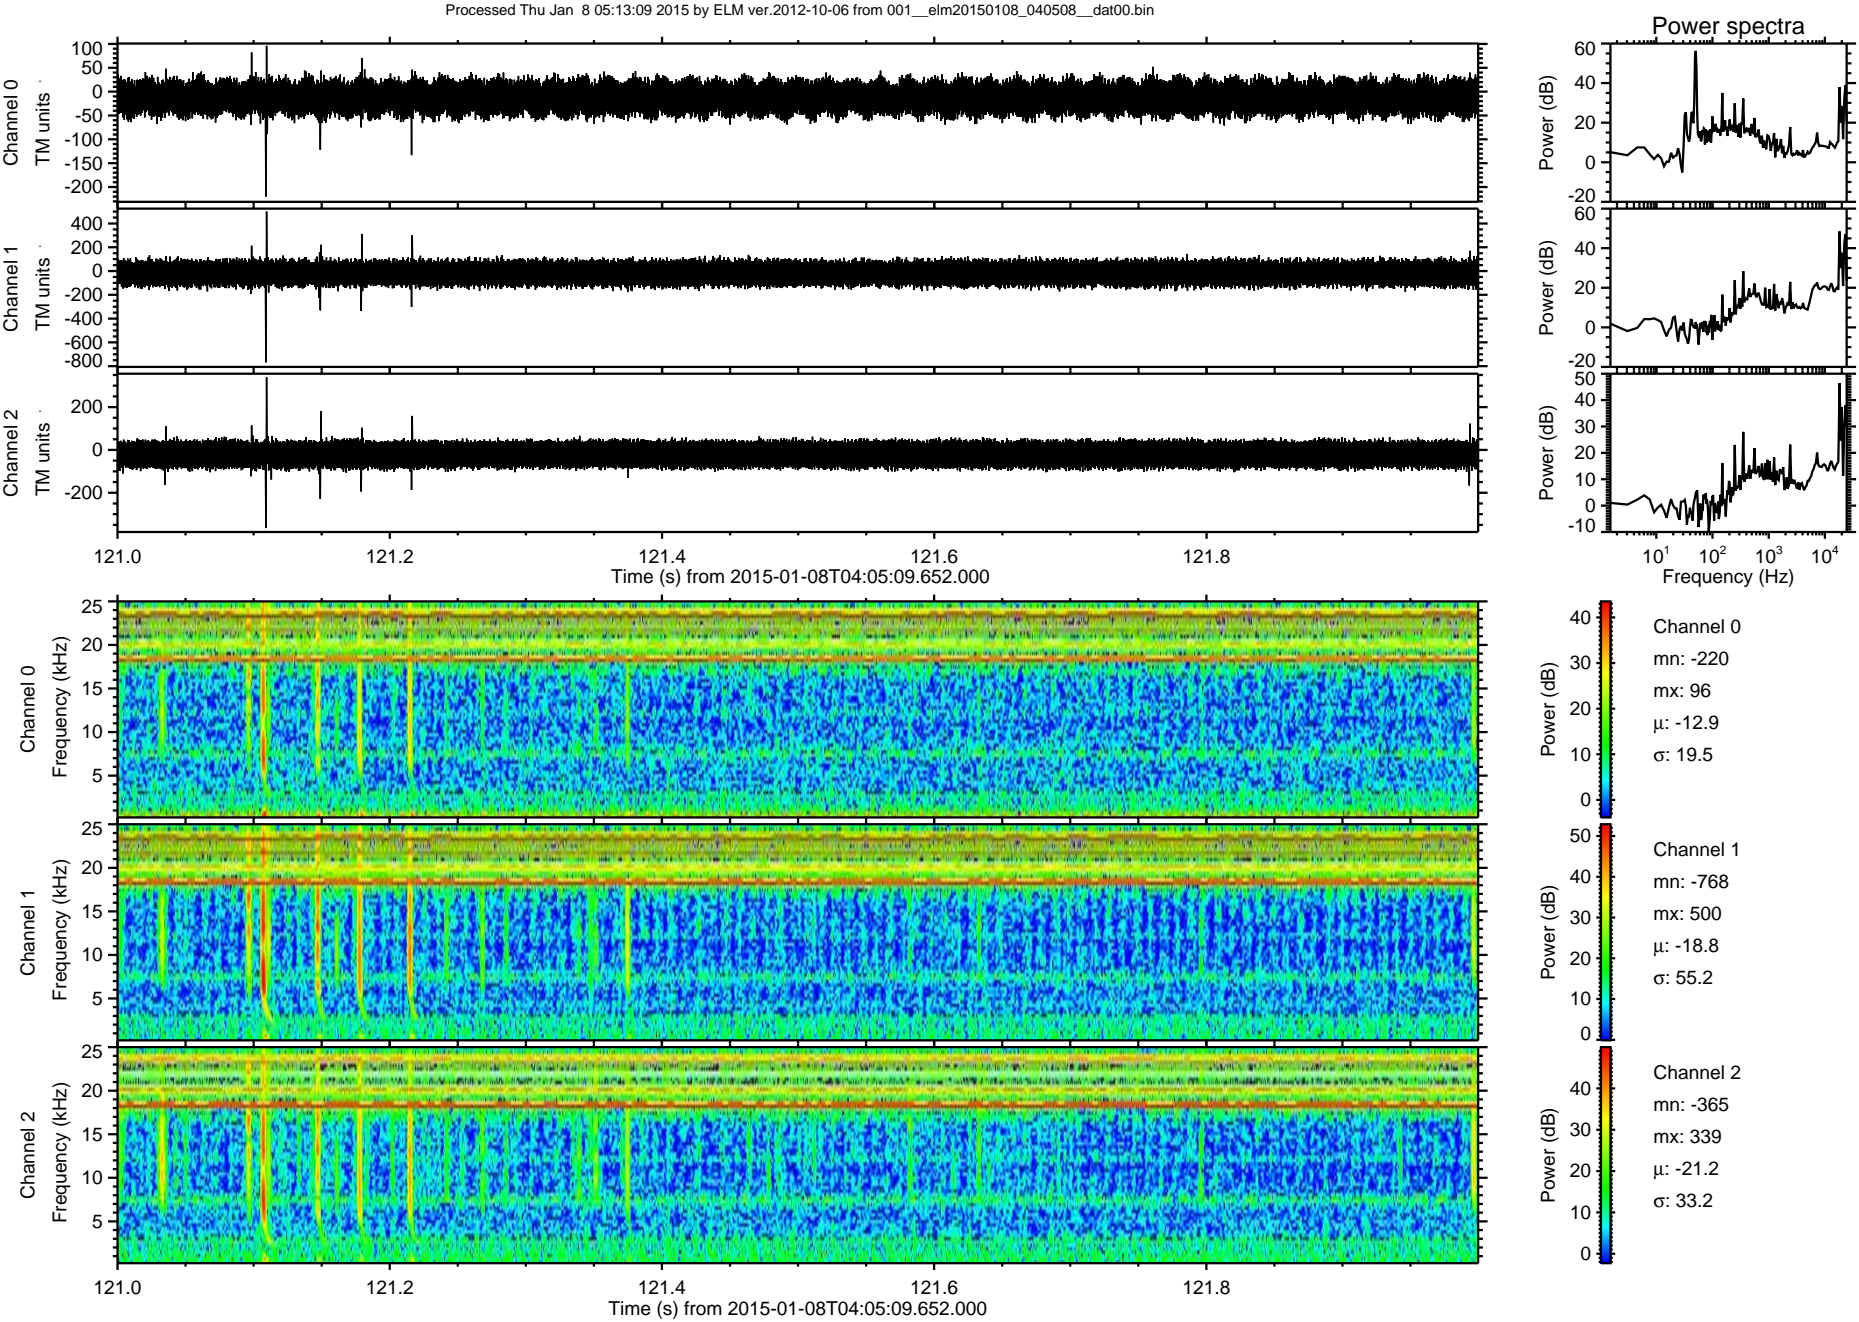 Processed Thu Jan 8 05:13:09 2015 by ELM ver.2012-10-06 from 001__elm20150108_040508__dat00.bin
Power spectra
Channel 0
TM units
100
50
0
-50
-100
-150
-200
Power (dB)
60
40
20
0
-20
Channel 1
TM units
400
200
0
-200
-400
-600
-800
Power (dB)
60
40
20
0
-20
Channel 2
TM units
200
0
-200
Power (dB)
50
40
30
20
10
0
-10
121.0 121.2 121.4 121.6 121.8
Time (s) from 2015-01-08T04:05:09.652.000
10^1 10^2 10^3 10^4
Frequency (Hz)
Channel 0
Frequency (kHz)
25
20
15
10
5
Power (dB)
40
30
20
10
0
Channel 0
mn: -220
mx: 96
μ: -12.9
σ: 19.5
Channel 1
Frequency (kHz)
25
20
15
10
5
Power (dB)
50
40
30
20
10
0
Channel 1
mn: -768
mx: 500
μ: -18.8
σ: 55.2
Channel 2
Frequency (kHz)
25
20
15
10
5
Power (dB)
40
30
20
10
0
Channel 2
mn: -365
mx: 339
μ: -21.2
σ: 33.2
121.0 121.2 121.4 121.6 121.8
Time (s) from 2015-01-08T04:05:09.652.000